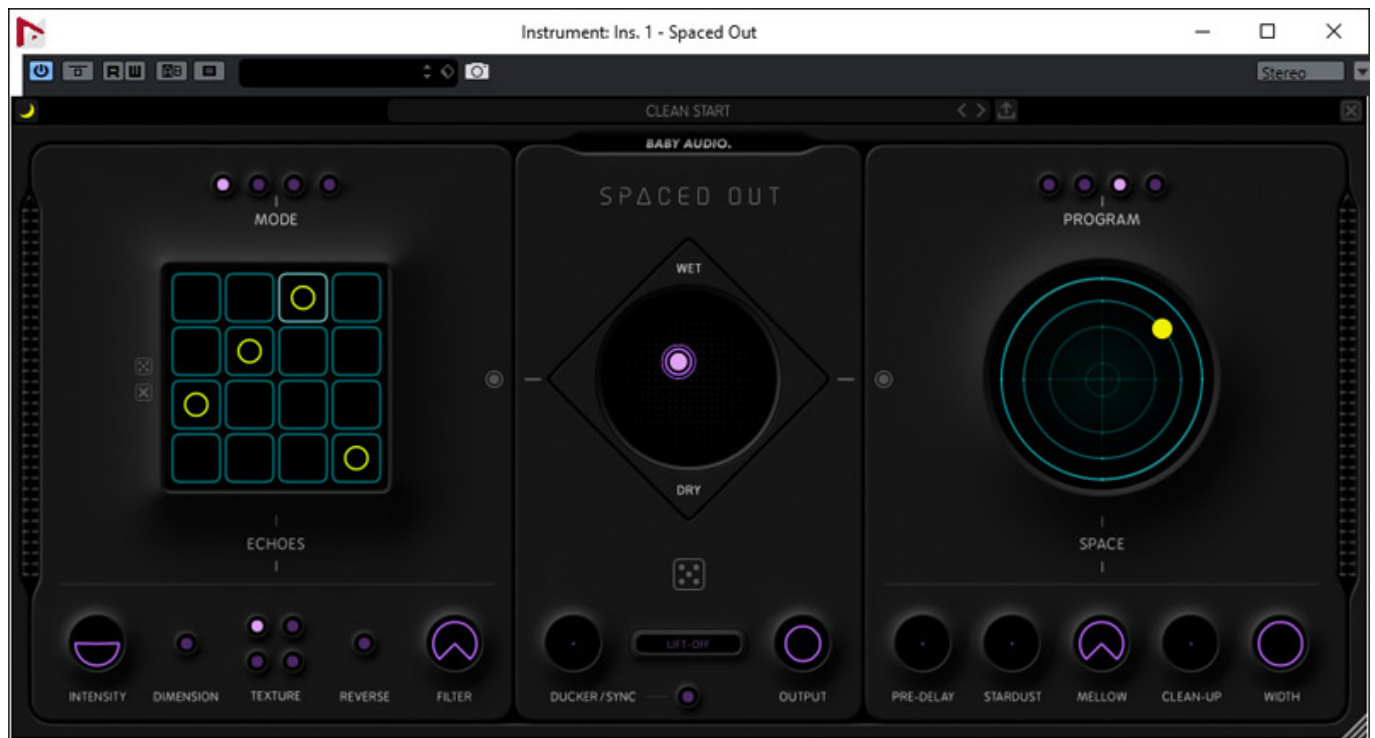 Instrument: Ins. 1 - Spaced Out
R W
Stereo
CLEAN START
BABY AUDIO.
SPACED OUT
MODE
WET
PROGRAM
DRY
ECHOES
SPACE
LIFT-OFF
INTENSITY DIMENSION TEXTURE REVERSE FILTER
DUCKER/SYNC OUTPUT
PRE-DELAY STARDUST MELLOW CLEAN-UP WIDTH